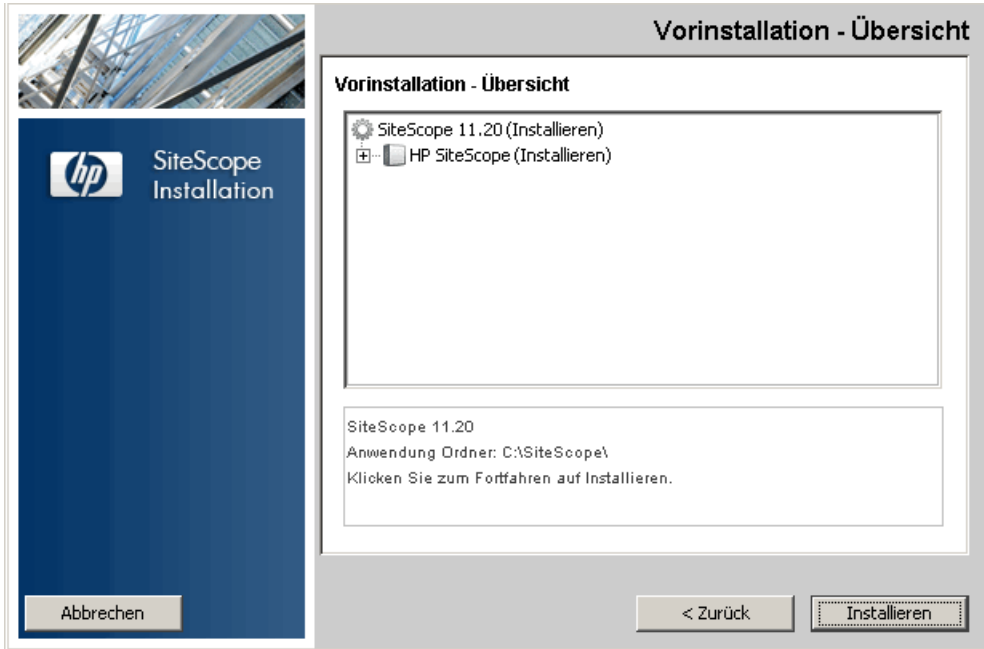 Vorinstallation - Übersicht
Vorinstallation - Übersicht
SiteScope 11.20 (Installieren)
HP SiteScope (Installieren)
hp
SiteScope
Installation
SiteScope 11.20
Anwendung Ordner: C:\SiteScope\
Klicken Sie zum Fortfahren auf Installieren.
Abbrechen
< Zurück
Installieren